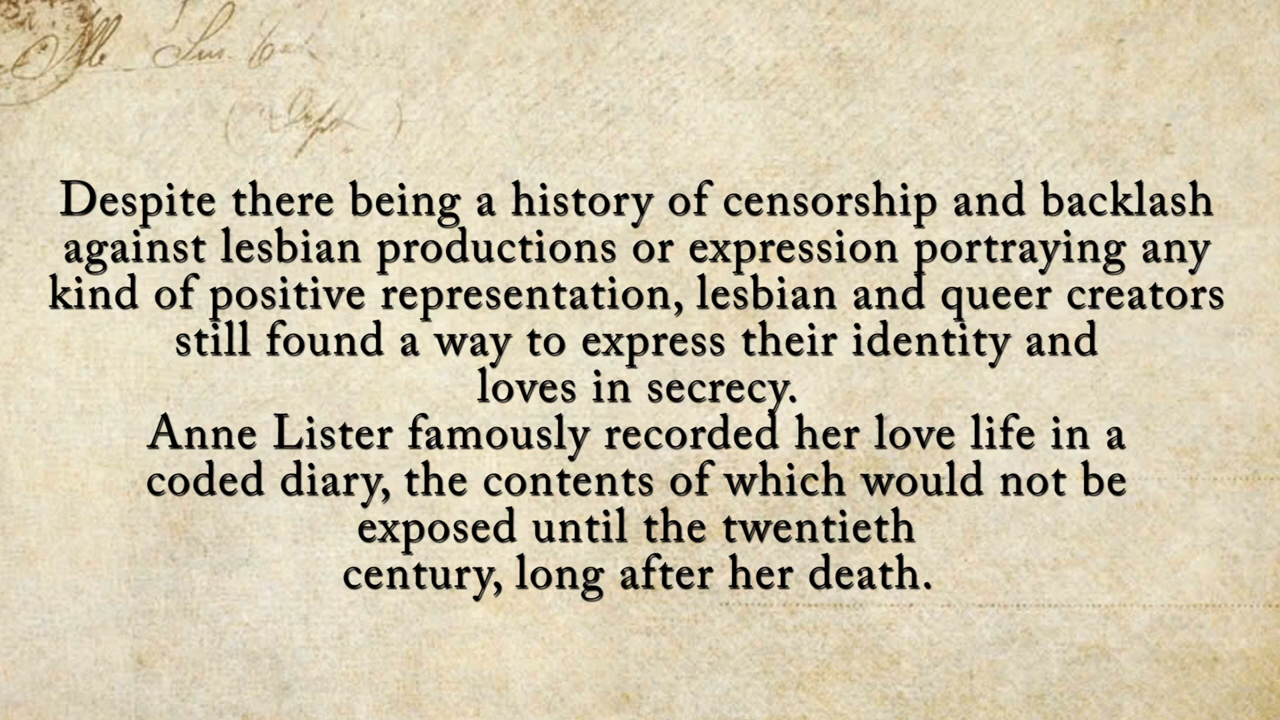 Despite there being a history of censorship and backlash
against lesbian productions or expression portraying any
kind of positive representation, lesbian and queer creators
still found a way to express their identity and
loves in secrecy.
Anne Lister famously recorded her love life in a
coded diary, the contents of which would not be
exposed until the twentieth
century, long after her death.